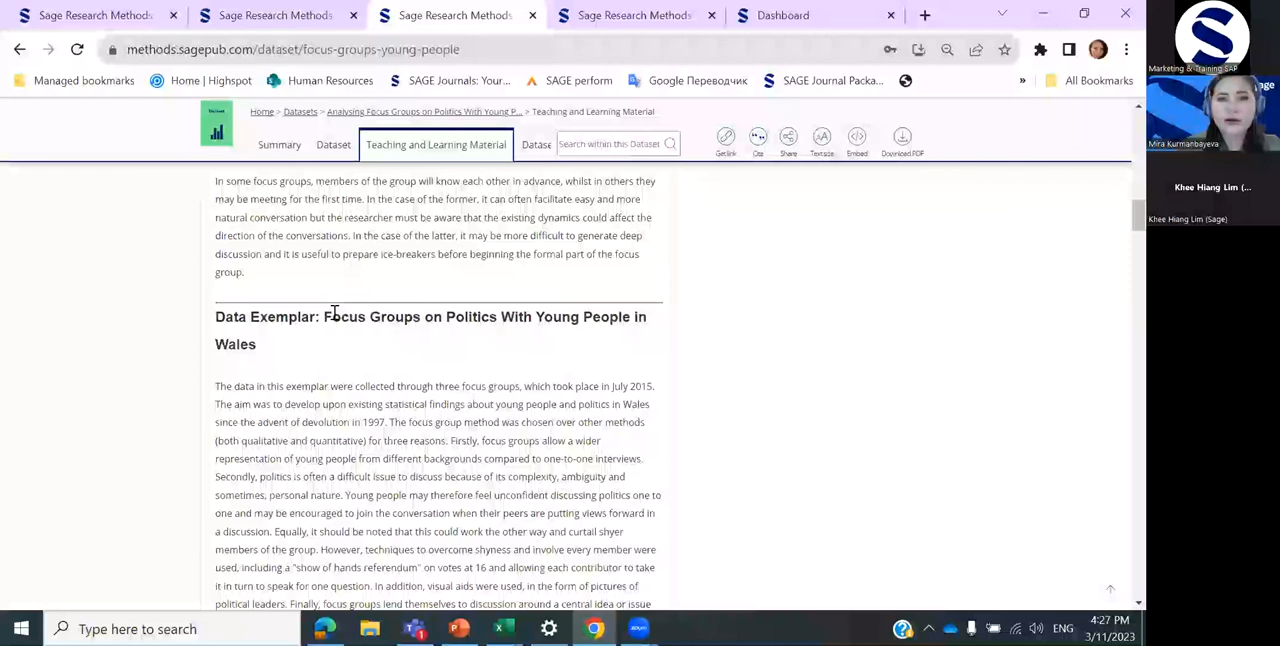 Sage Research Methods
Sage Research Methods
Sage Research Methods
Sage Research Methods
Dashboard
methods.sagepub.com/dataset/focus-groups-young-people
Managed bookmarks
Home | Highspot
Human Resources
SAGE Journal
SAGE perform
Google Переводчик
SAGE Journal Packa...
»
All Bookmarks
Home > Datasets > Analysing Focus Groups on Politics With Young P... > Teaching and Learning Material
Summary
Dataset
Teaching and Learning Material
Datase
Search within this Dataset
Get link
Cite
Share
Text size
Embed
Download PDF
In some focus groups, members of the group will know each other in advance, whilst in others they
may be meeting for the first time. In the case of the former, it can often facilitate easy and more
natural conversation but the researcher must be aware that the existing dynamics could affect the
direction of the conversations. In the case of the latter, it may be more difficult to generate deep
discussion and it is useful to prepare ice-breakers before beginning the formal part of the focus
group.
Data Exemplar: Focus Groups on Politics With Young People in
Wales
The data in this exemplar were collected through three focus groups, which took place in July 2015.
The aim was to develop upon existing statistical findings about young people and politics in Wales
since the advent of devolution in 1997. The focus group method was chosen over other methods
(both qualitative and quantitative) for three reasons. Firstly, focus groups allow a wider
representation of young people from different backgrounds compared to one-to-one interviews.
Secondly, politics is often a difficult issue to discuss because of its complexity, ambiguity and
sometimes, personal nature. Young people may therefore feel unconfident discussing politics one to
one and may be encouraged to join the conversation when their peers are putting views forward in
a discussion. Equally, it should be noted that this could work the other way and curtail shyer
members of the group. However, techniques to overcome shyness and involve every member were
used, including a "show of hands referendum" on votes at 16 and allowing each contributor to take
it in turn to speak for one question. In addition, visual aids were used, in the form of pictures of
political leaders. Finally, focus groups lend themselves to discussion around a central idea or issue
Marketing & Training SAP
age
Mira Kurmanbayeva
Khee Hiang Lim (...
Khee Hiang Lim (Sage)
Type here to search
zoom
ENG
4:27 PM
3/11/2023